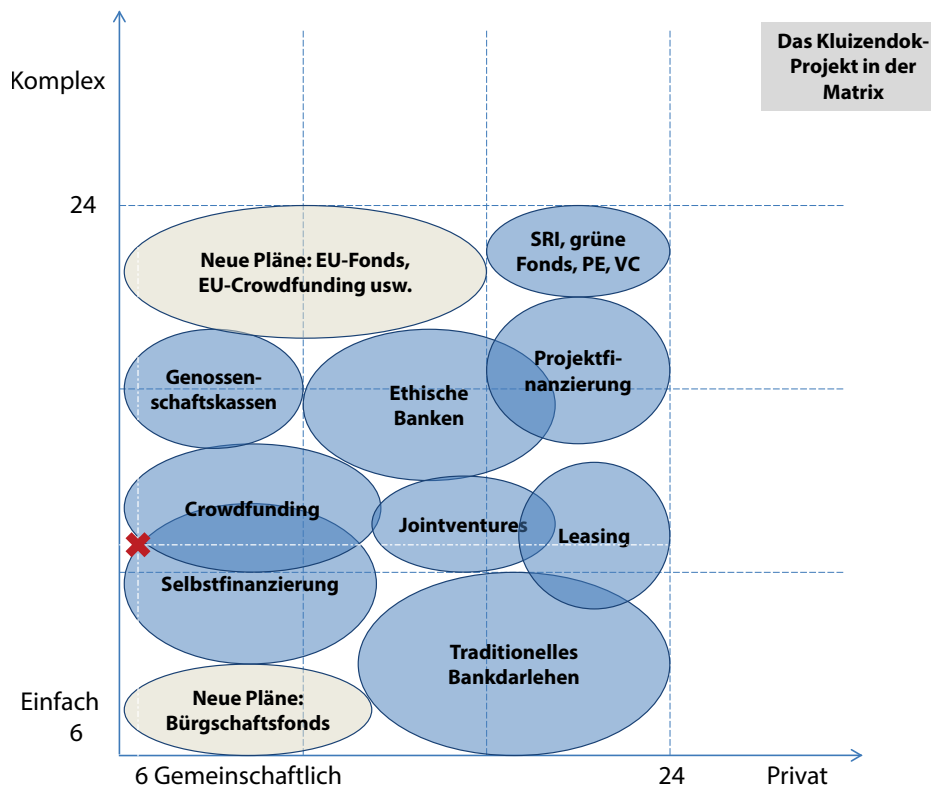 Das Kluizendok-
Projekt in der
Matrix
Komplex
24
SRI, grüne
Fonds, PE, VC
Neue Pläne: EU-Fonds,
EU-Crowdfunding usw.
Projektfi-
nanzierung
Genossen-
schaftskassen
Ethische
Banken
Crowdfunding
Jointventures
Leasing
Selbstfinanzierung
Traditionelles
Bankdarlehen
Neue Pläne:
Bürgschaftsfonds
Einfach
6
6 Gemeinschaftlich
24
Privat